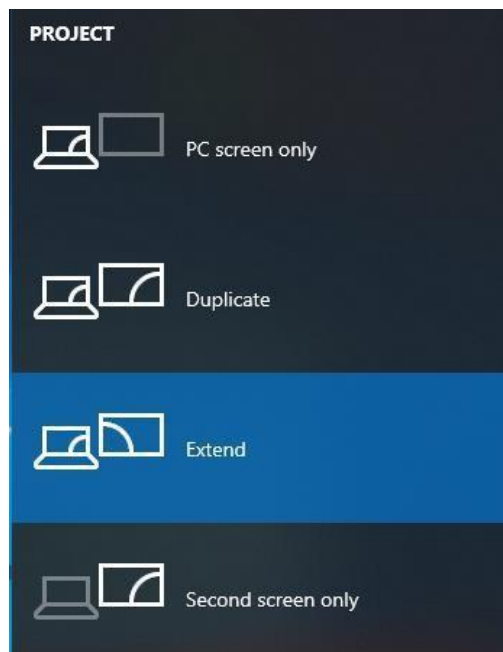 PROJECT
PC screen only
Duplicate
Extend
Second screen only